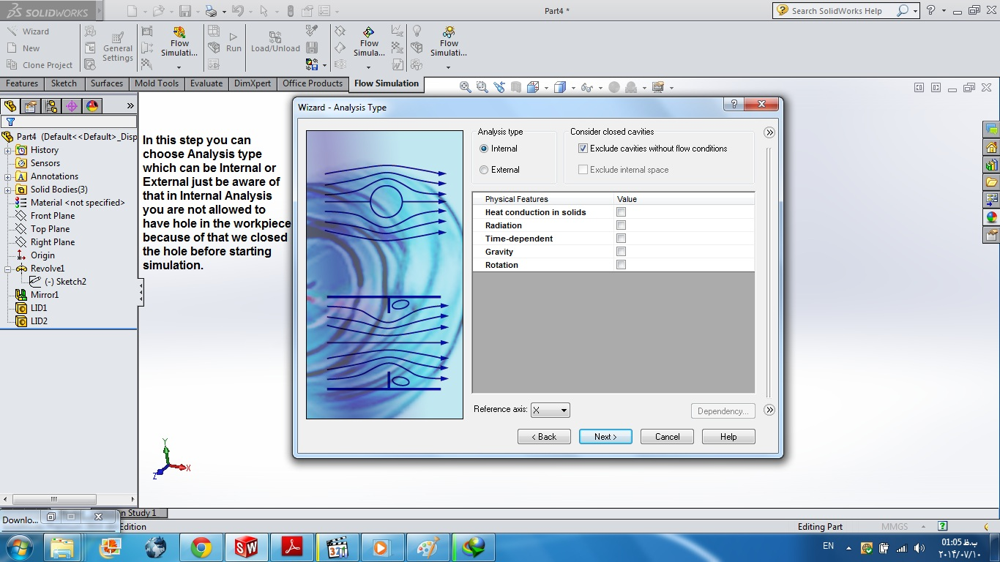 SOLIDWORKS
Part4 *
Search SolidWorks Help
Wizard
New
Clone Project
General
Settings
Flow
Simulati...
Run
Load/Unload
Flow
Simula...
Flow
Simulati...
Features
Sketch
Surfaces
Mold Tools
Evaluate
DimXpert
Office Products
Flow Simulation
Part4 (Default<<Default>_Disp
History
Sensors
Annotations
Solid Bodies(3)
Material <not specified>
Front Plane
Top Plane
Right Plane
Origin
Revolve1
(-) Sketch2
Mirror1
LID1
LID2
In this step you can
choose Analysis type
which can be Internal or
External just be aware of
that in Internal Analysis
you are not allowed to
have hole in the workpiece
because of that we closed
the hole before starting
simulation.
Wizard - Analysis Type
Analysis type
Internal
External
Consider closed cavities
Exclude cavities without flow conditions
Exclude internal space
Physical Features
Value
Heat conduction in solids
Radiation
Time-dependent
Gravity
Rotation
Reference axis:
X
Dependency...
< Back
Next >
Cancel
Help
Y
X
Z
n Study 1
Downlo...
Edition
Editing Part
MMGS
EN
01:05 ب.ظ
۲۰۱۴/۰۷/۱۰